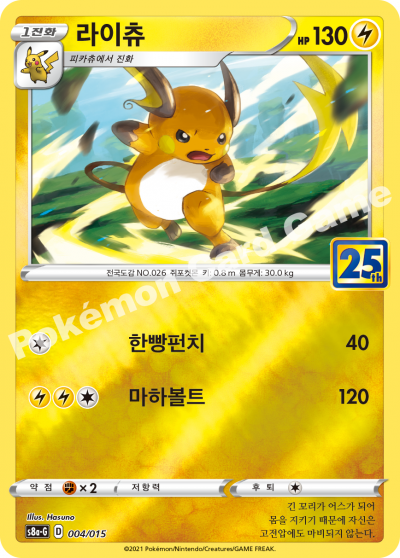 1진화
라이츄
HP 130
피카츄에서 진화
Pokémon Card Game
전국도감 NO.026 쥐포켓몬 키: 0.8 m 몸무게: 30.0 kg
25th
한빵펀치 40
마하볼트 120
약점 ×2 저항력 후퇴
Illus. Hasuno
s8a-G D 004/015
긴 꼬리가 어스가 되어
몸을 지키기 때문에 자신은
고전압에도 마비되지 않는다.
©2021 Pokémon/Nintendo/Creatures/GAME FREAK.